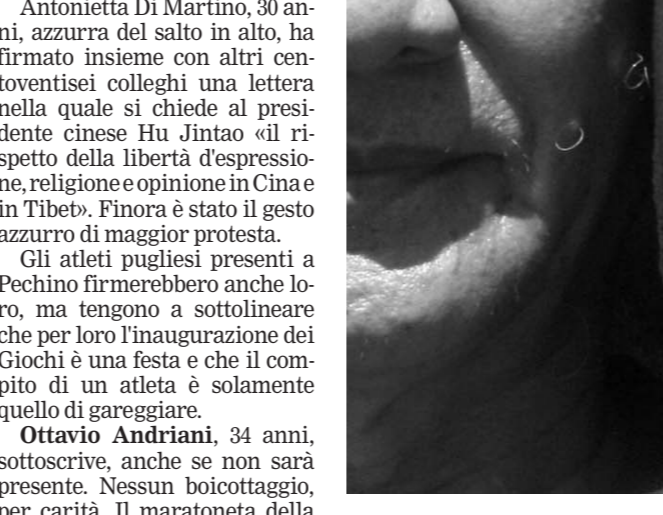 Antonietta Di Martino, 30 an-
ni, azzurra del salto in alto, ha
firmato insieme con altri cen-
toventisei colleghi una lettera
nella quale si chiede al presi-
dente cinese Hu Jintao «il ri-
spetto della libertà d'espressio-
ne, religione e opinione in Cina e
in Tibet». Finora è stato il gesto
azzurro di maggior protesta.
Gli atleti pugliesi presenti a
Pechino firmerebbero anche lo-
ro, ma tengono a sottolineare
che per loro l'inaugurazione dei
Giochi è una festa e che il com-
pito di un atleta è solamente
quello di gareggiare.
Ottavio Andriani, 34 anni,
sottoscrive, anche se non sarà
presente. Nessun boicottaggio,
per carità. Il maratoneta della